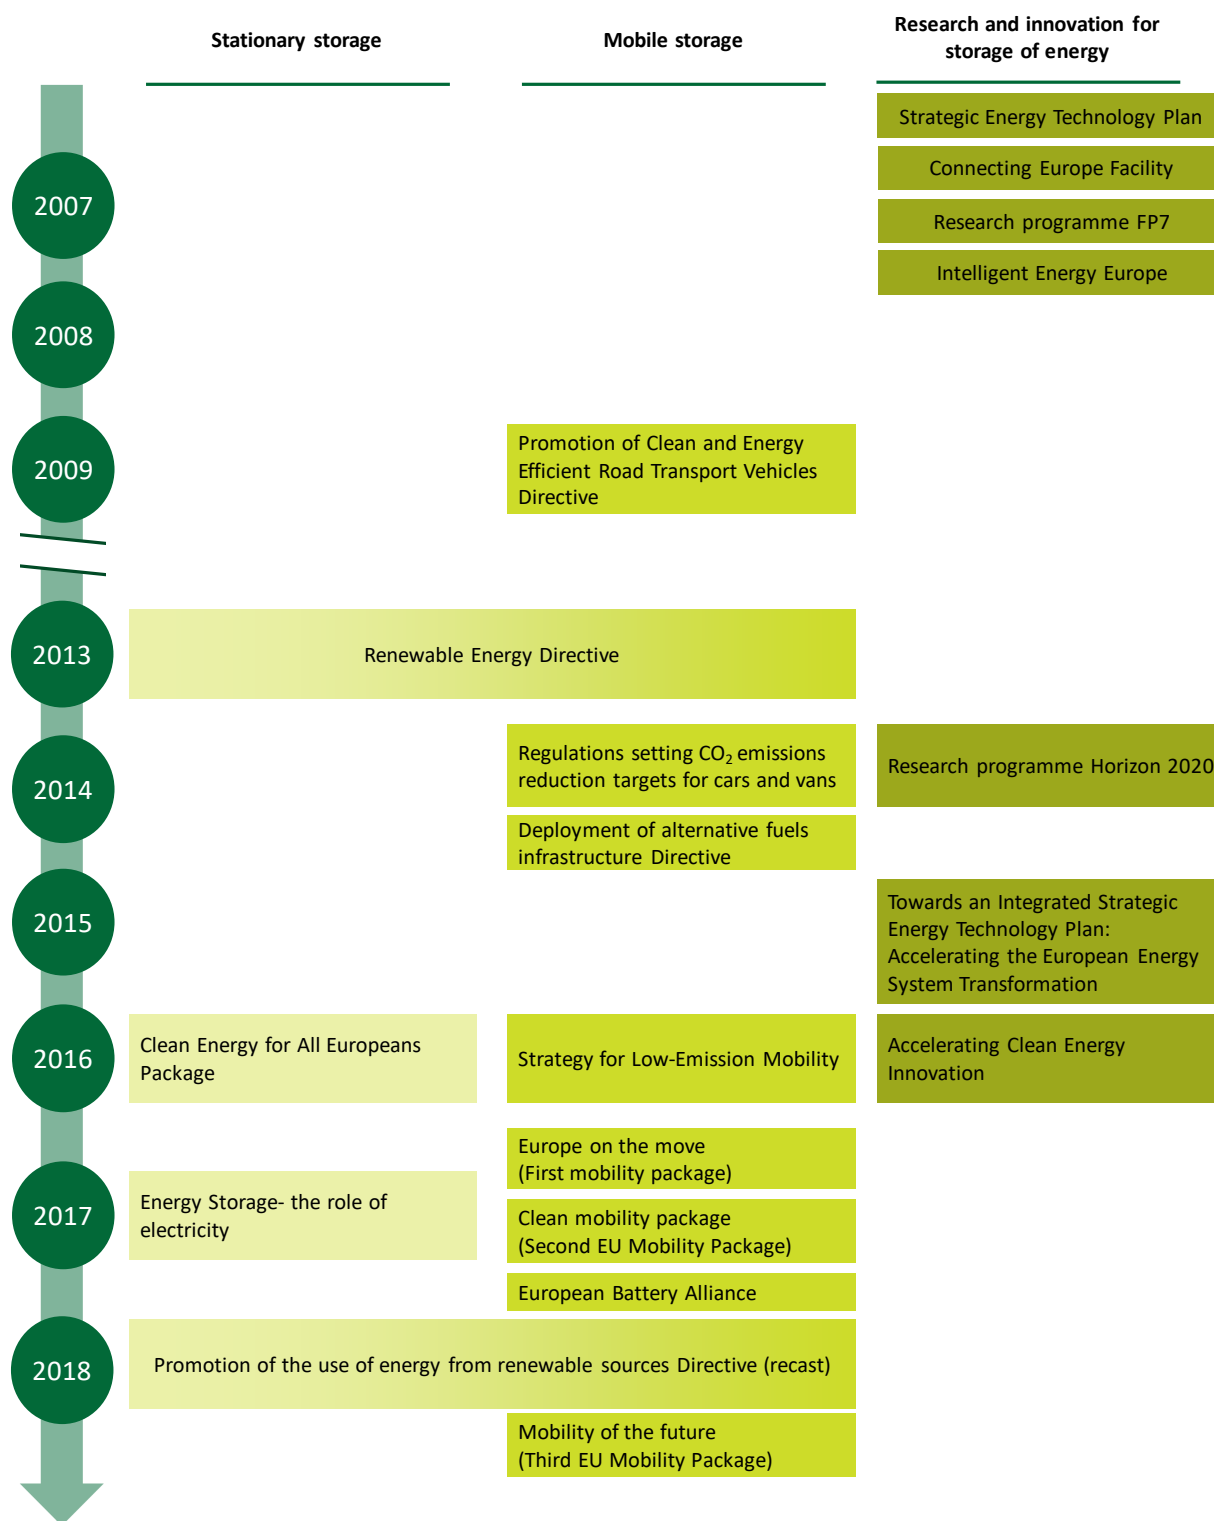 Stationary storage
Mobile storage
Research and innovation for
storage of energy
2007
Strategic Energy Technology Plan
Connecting Europe Facility
Research programme FP7
Intelligent Energy Europe
2008
2009
Promotion of Clean and Energy
Efficient Road Transport Vehicles
Directive
2013
Renewable Energy Directive
2014
Regulations setting CO₂ emissions
reduction targets for cars and vans
Deployment of alternative fuels
infrastructure Directive
Research programme Horizon 2020
2015
Towards an Integrated Strategic
Energy Technology Plan:
Accelerating the European Energy
System Transformation
2016
Clean Energy for All Europeans
Package
Strategy for Low-Emission Mobility
Accelerating Clean Energy
Innovation
2017
Energy Storage- the role of
electricity
Europe on the move
(First mobility package)
Clean mobility package
(Second EU Mobility Package)
European Battery Alliance
2018
Promotion of the use of energy from renewable sources Directive (recast)
Mobility of the future
(Third EU Mobility Package)